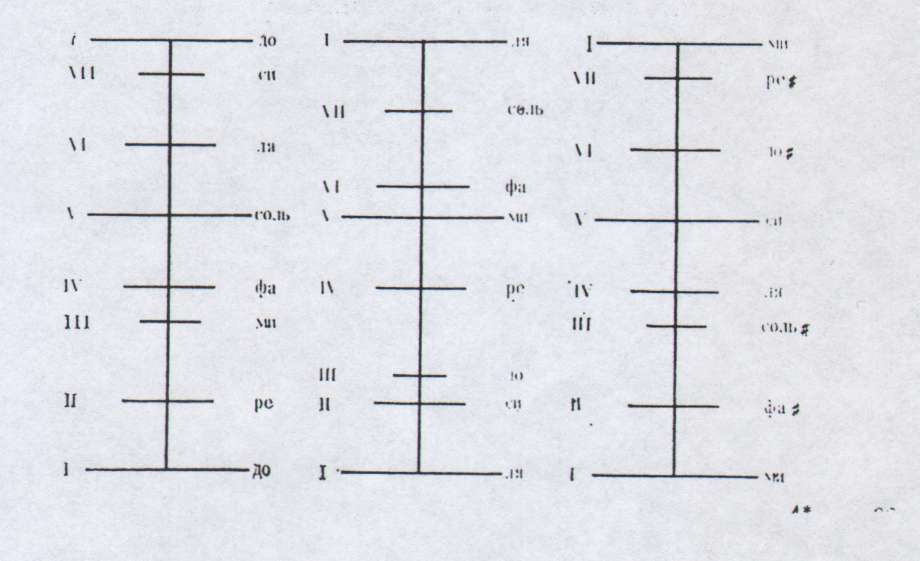 I до
VII си
VI ля
V соль
IV фа
III ми
II ре
I до
I ля
VII соль
VI фа
V ми
IV ре
III до
II си
I ля
I ми
VII ре♯
VI до♯
V си
IV ля
III соль♯
II фа♯
I ми